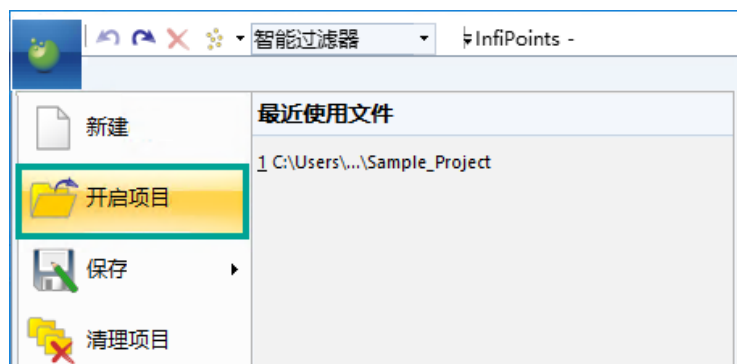 智能过滤器
InfiPoints -
新建
最近使用文件
1 C:\Users\...\Sample_Project
开启项目
保存
清理项目